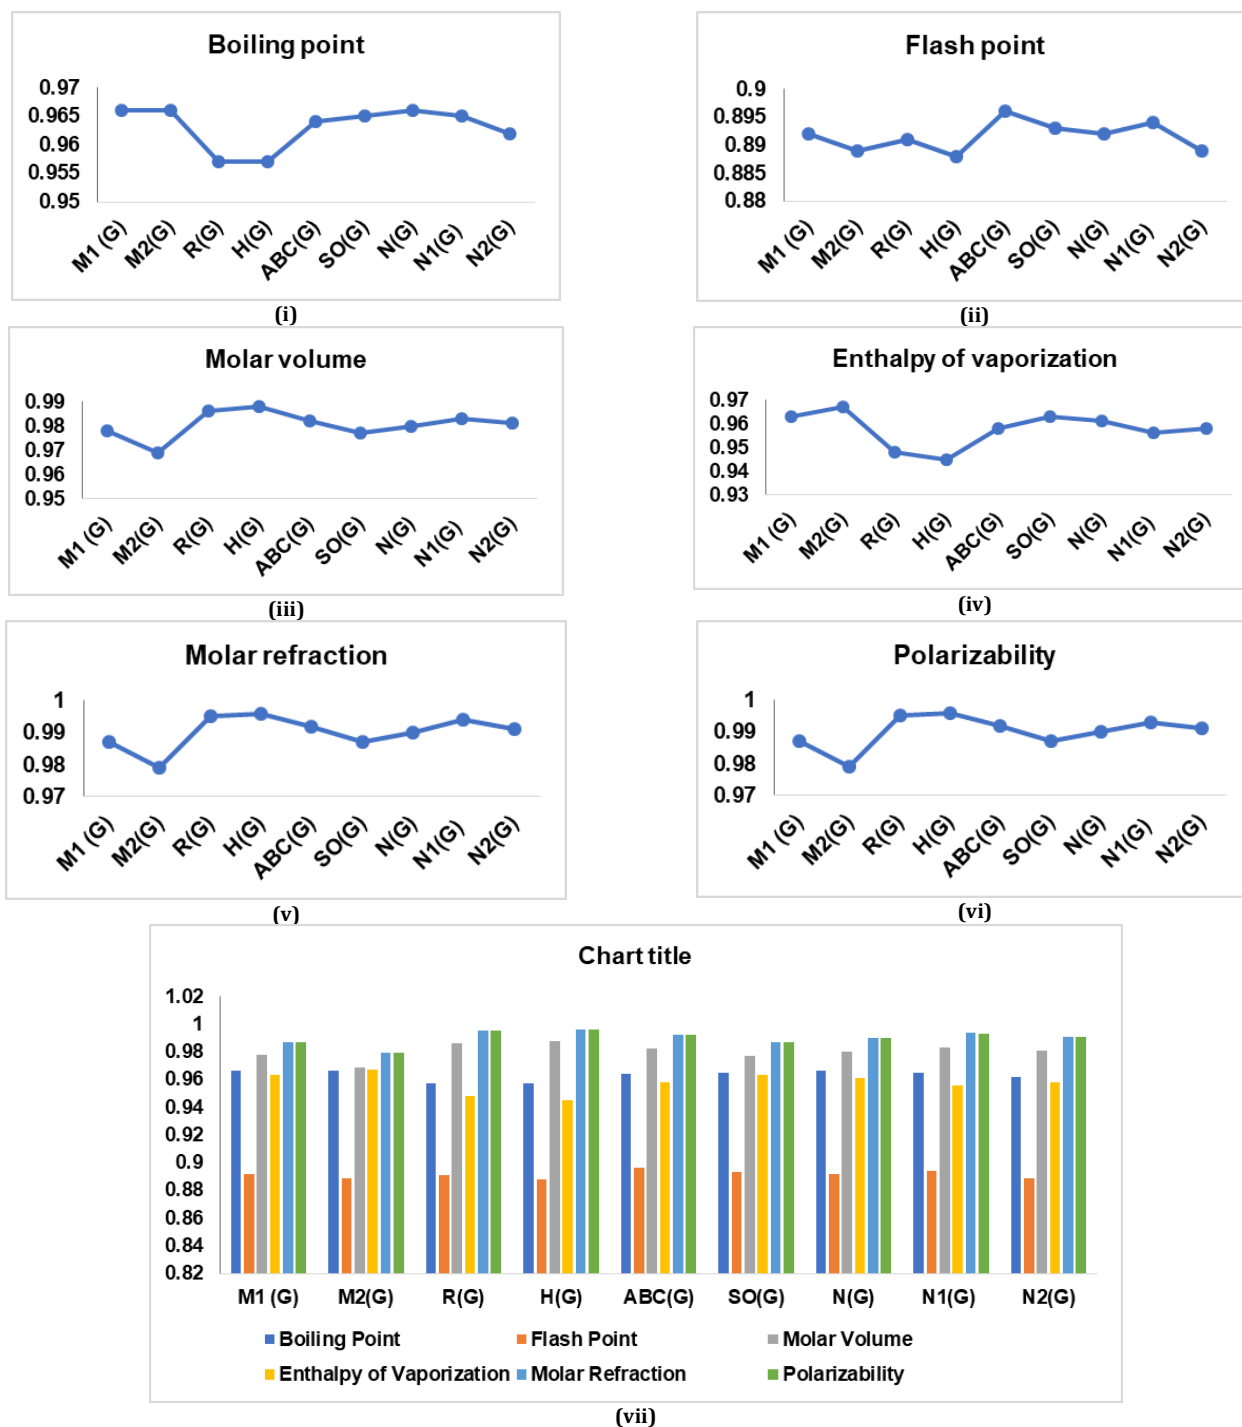 Boiling point
0.97
0.965
0.96
0.955
0.95
M1 (G) M2(G) R(G) H(G) ABC(G) SO(G) N(G) N1(G) N2(G)
(i)
Flash point
0.9
0.895
0.89
0.885
0.88
M1 (G) M2(G) R(G) H(G) ABC(G) SO(G) N(G) N1(G) N2(G)
(ii)
Molar volume
0.99
0.98
0.97
0.96
0.95
M1 (G) M2(G) R(G) H(G) ABC(G) SO(G) N(G) N1(G) N2(G)
(iii)
Enthalpy of vaporization
0.97
0.96
0.95
0.94
0.93
M1 (G) M2(G) R(G) H(G) ABC(G) SO(G) N(G) N1(G) N2(G)
(iv)
Molar refraction
1
0.99
0.98
0.97
M1 (G) M2(G) R(G) H(G) ABC(G) SO(G) N(G) N1(G) N2(G)
(v)
Polarizability
1
0.99
0.98
0.97
M1 (G) M2(G) R(G) H(G) ABC(G) SO(G) N(G) N1(G) N2(G)
(vi)
Chart title
1.02
1
0.98
0.96
0.94
0.92
0.9
0.88
0.86
0.84
0.82
M1 (G) M2(G) R(G) H(G) ABC(G) SO(G) N(G) N1(G) N2(G)
Boiling Point Flash Point Molar Volume
Enthalpy of Vaporization Molar Refraction Polarizability
(vii)